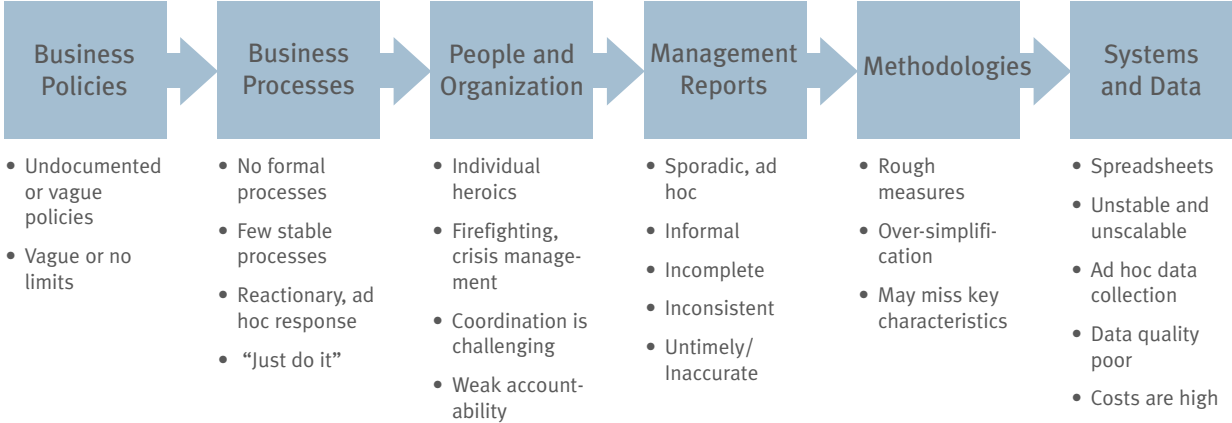 Business
Policies
Business
Processes
People and
Organization
Management
Reports
Methodologies
Systems
and Data
• Undocumented
or vague
policies
• Vague or no
limits
• No formal
processes
• Few stable
processes
• Reactionary, ad
hoc response
• “Just do it”
• Individual
heroics
• Firefighting,
crisis manage-
ment
• Coordination is
challenging
• Weak account-
ability
• Sporadic, ad
hoc
• Informal
• Incomplete
• Inconsistent
• Untimely/
Inaccurate
• Rough
measures
• Over-simplifi-
cation
• May miss key
characteristics
• Spreadsheets
• Unstable and
unscalable
• Ad hoc data
collection
• Data quality
poor
• Costs are high